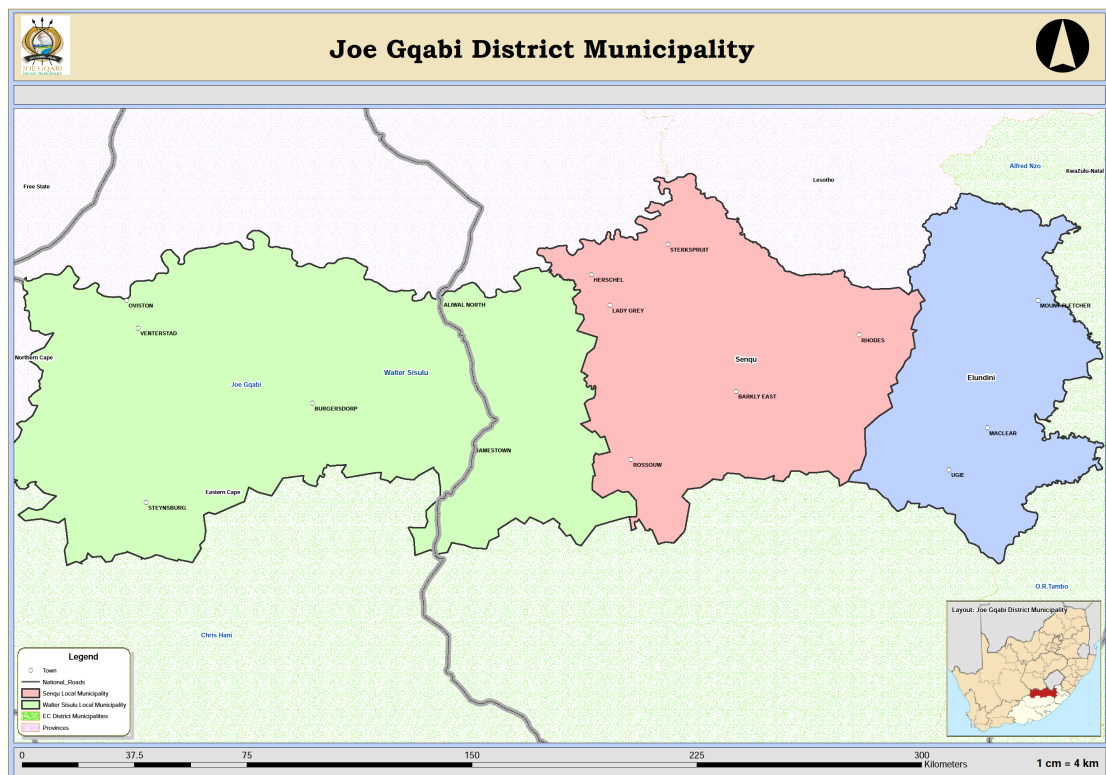 Joe Gqabi District Municipality
JOE GQABI
Free State
Lesotho
Alfred Nzo
KwaZulu-Natal
STERKSPRUIT
HERSCHEL
OVISTON
ALIWAL NORTH
LADY GREY
MOUNT FLETCHER
VENTERSTAD
RHODES
Northern Cape
Joe Gqabi
Walter Sisulu
Senqu
Elundini
BARKLY EAST
BURGERSDORP
MACLEAR
JAMESTOWN
ROSSOUW
UGIE
Eastern Cape
STEYNSBURG
O.R.Tambo
Chris Hani
Layout: Joe Gqabi District Municipality
Legend
Town
National_Roads
Senqu Local Municipality
Walter Sisulu Local Municipality
EC District Municipalities
Provinces
0 37.5 75 150 225 300
Kilometers
1 cm = 4 km